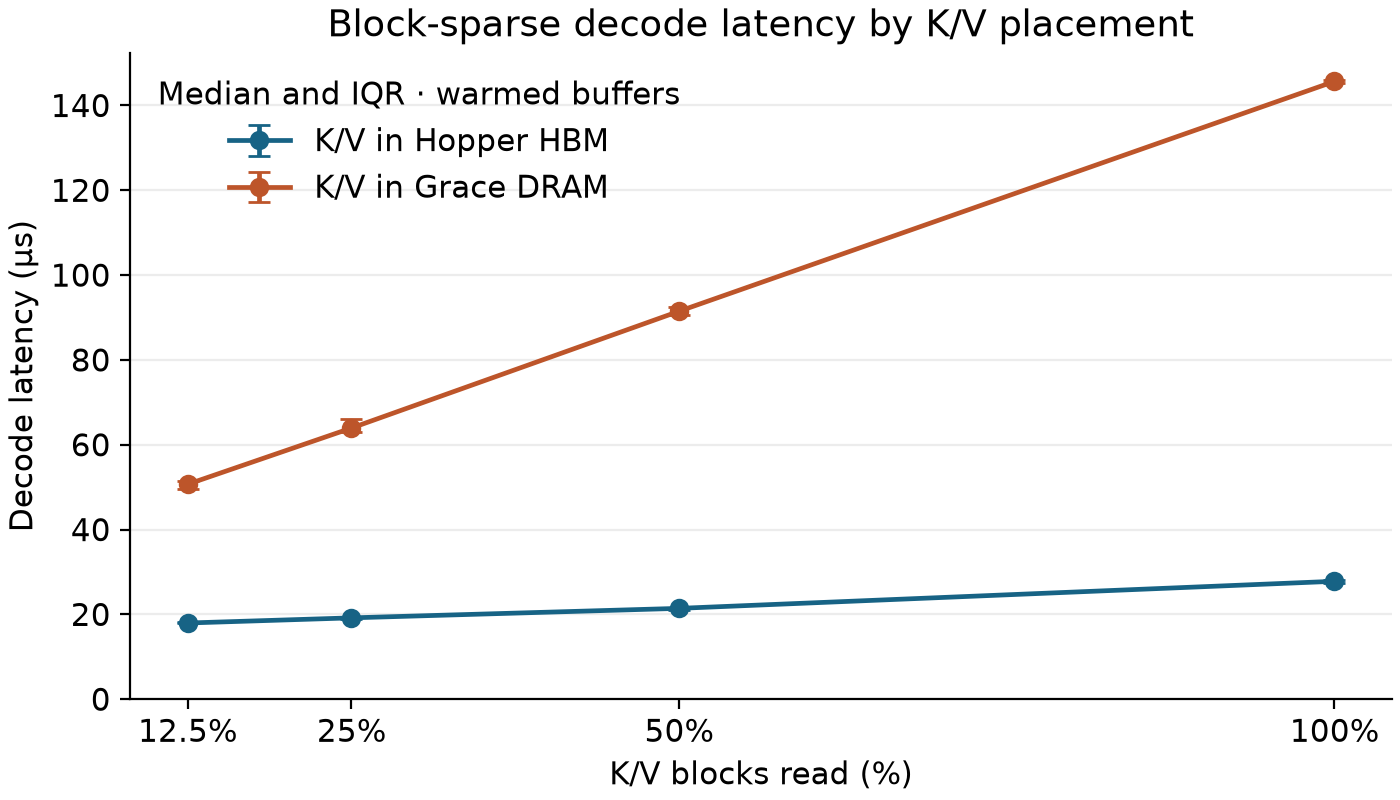 Block-sparse decode latency by K/V placement
Median and IQR · warmed buffers
K/V in Hopper HBM
K/V in Grace DRAM
Decode latency (µs)
140
120
100
80
60
40
20
0
12.5% 25% 50% 100%
K/V blocks read (%)